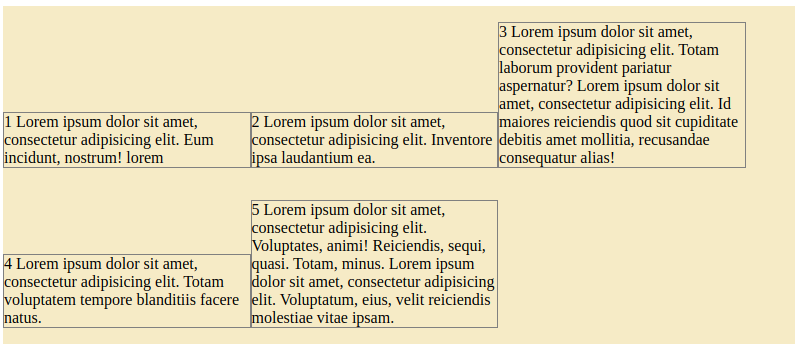 1 Lorem ipsum dolor sit amet,
consectetur adipisicing elit. Eum
incidunt, nostrum! lorem
2 Lorem ipsum dolor sit amet,
consectetur adipisicing elit. Inventore
ipsa laudantium ea.
3 Lorem ipsum dolor sit amet,
consectetur adipisicing elit. Totam
laborum provident pariatur
aspernatur? Lorem ipsum dolor sit
amet, consectetur adipisicing elit. Id
maiores reiciendis quod sit cupiditate
debitis amet mollitia, recusandae
consequatur alias!
4 Lorem ipsum dolor sit amet,
consectetur adipisicing elit. Totam
voluptatem tempore blanditiis facere
natus.
5 Lorem ipsum dolor sit amet,
consectetur adipisicing elit.
Voluptates, animi! Reiciendis, sequi,
quasi. Totam, minus. Lorem ipsum
dolor sit amet, consectetur adipisicing
elit. Voluptatum, eius, velit reiciendis
molestiae vitae ipsam.